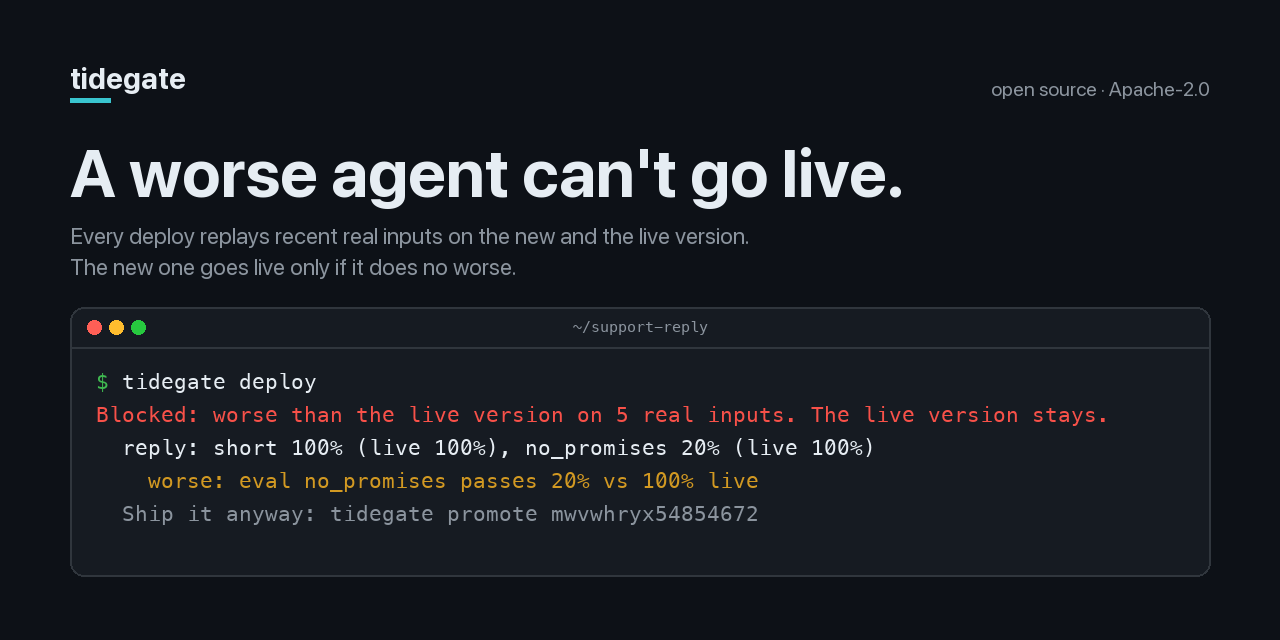 tidegate
open source · Apache-2.0
A worse agent can't go live.
Every deploy replays recent real inputs on the new and the live version.
The new one goes live only if it does no worse.
~/support-reply
$ tidegate deploy
Blocked: worse than the live version on 5 real inputs. The live version stays.
reply: short 100% (live 100%), no_promises 20% (live 100%)
worse: eval no_promises passes 20% vs 100% live
Ship it anyway: tidegate promote mwvwhryx54854672